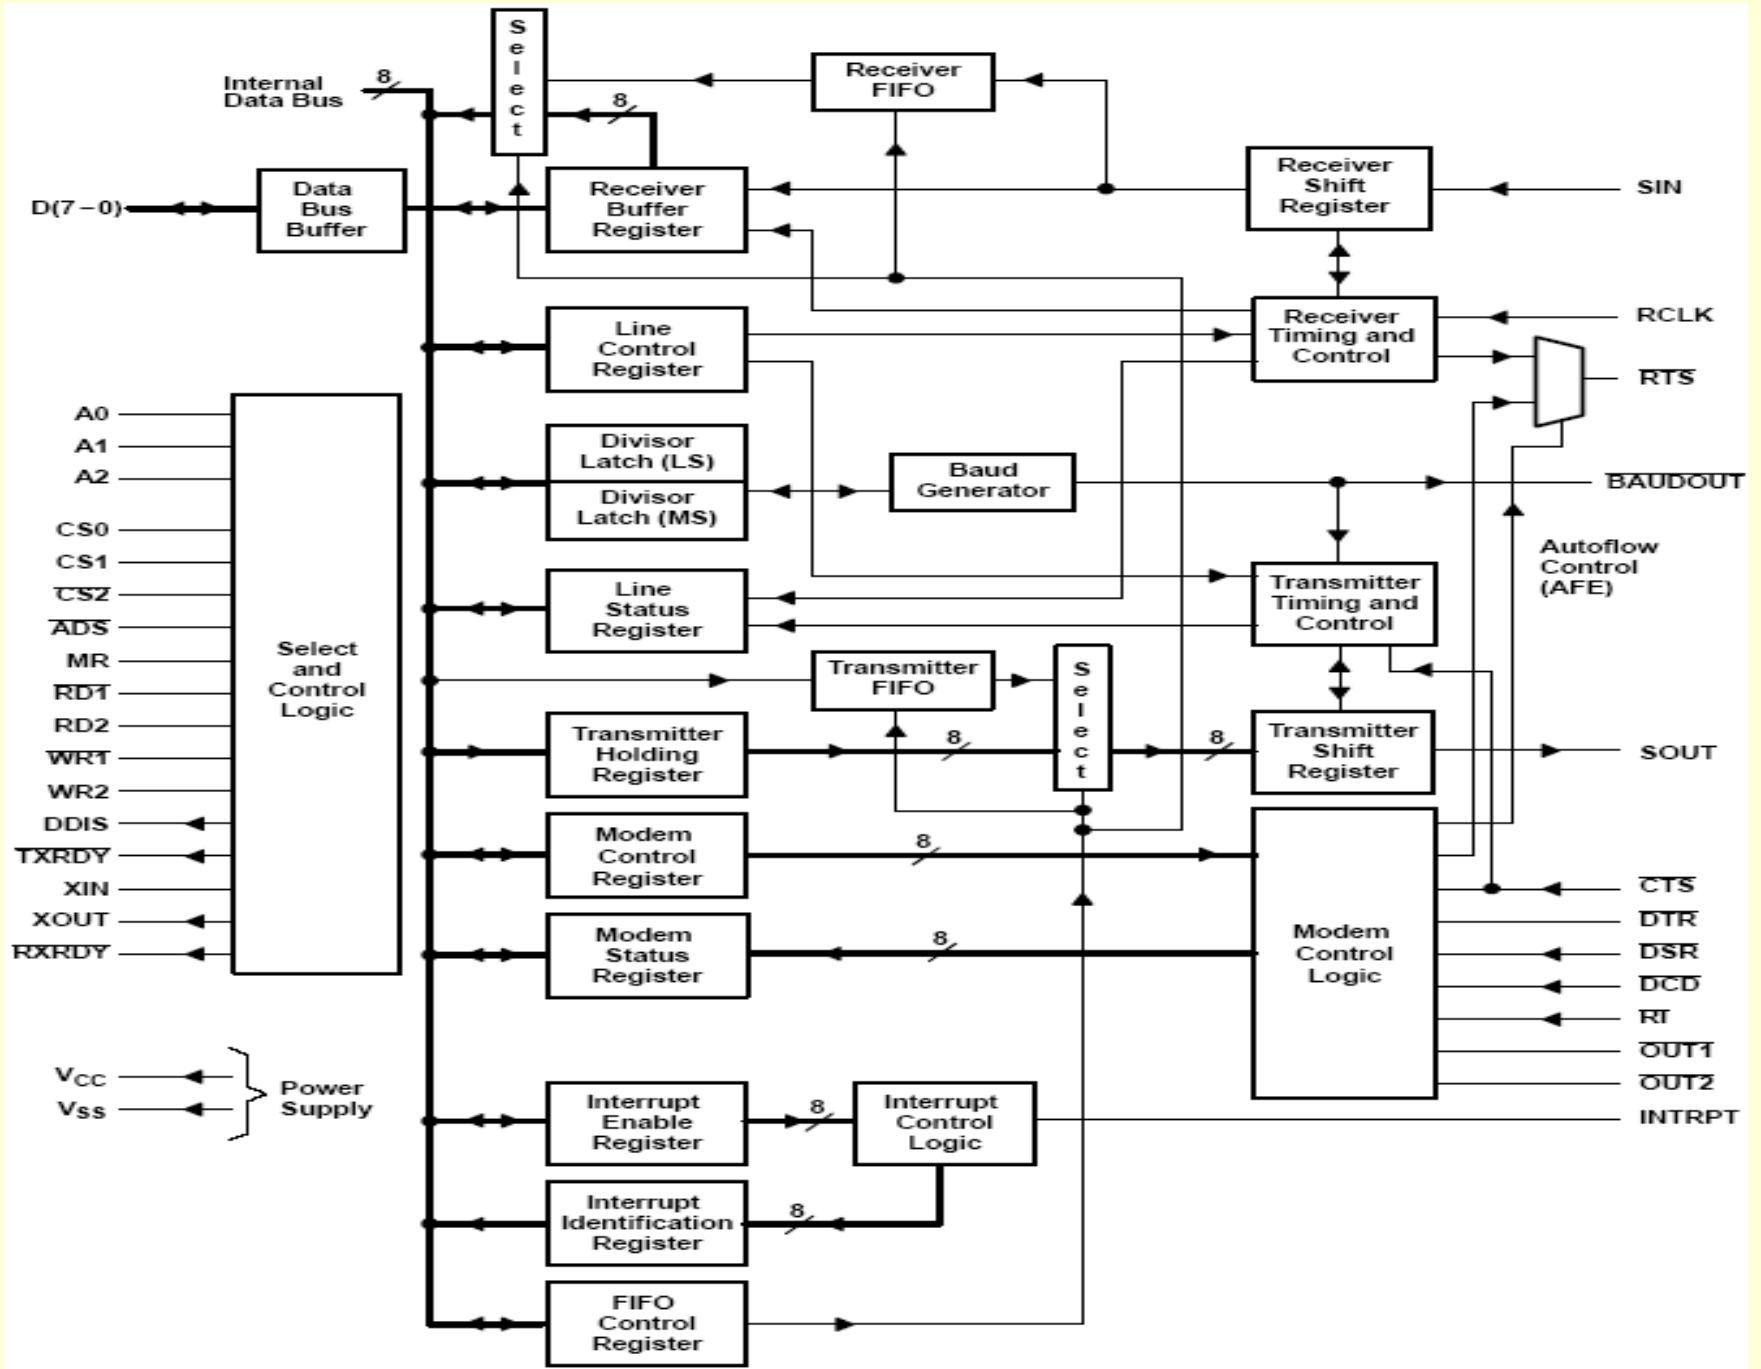 Internal
Data Bus
8
S
e
l
e
c
t
8
Receiver
FIFO
D(7-0)
Data
Bus
Buffer
Receiver
Buffer
Register
Receiver
Shift
Register
SIN
Line
Control
Register
Receiver
Timing and
Control
RCLK
RTS
A0
A1
A2
CS0
CS1
CS2
ADS
MR
RD1
RD2
WR1
WR2
DDIS
TXRDY
XIN
XOUT
RXRDY
Select
and
Control
Logic
Divisor
Latch (LS)
Divisor
Latch (MS)
Baud
Generator
BAUDOUT
Autoflow
Control
(AFE)
Line
Status
Register
Transmitter
Timing and
Control
Transmitter
FIFO
S
e
l
e
c
t
Transmitter
Holding
Register
8
8
Transmitter
Shift
Register
SOUT
Modem
Control
Register
8
Modem
Status
Register
8
Modem
Control
Logic
CTS
DTR
DSR
DCD
RI
OUT1
OUT2
INTRPT
VCC
VSS
Power
Supply
Interrupt
Enable
Register
8
Interrupt
Control
Logic
Interrupt
Identification
Register
8
FIFO
Control
Register